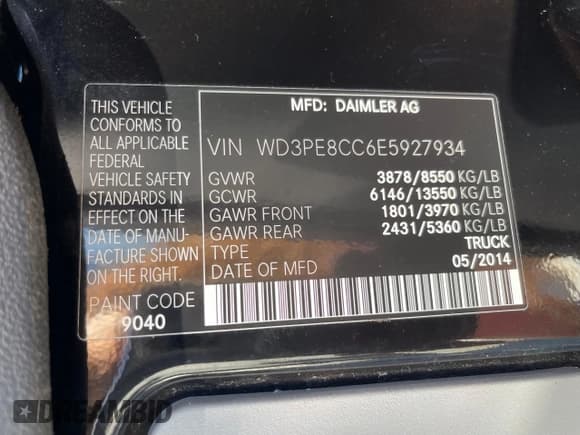 MFD: DAIMLER AG
THIS VEHICLE
CONFORMS TO
ALL APPLICABLE
FEDERAL
VEHICLE SAFETY
STANDARDS IN
EFFECT ON THE
DATE OF MANU-
FACTURE SHOWN
ON THE RIGHT.
PAINT CODE
9040
VIN WD3PE8CC6E5927934
GVWR 3878/8550 KG/LB
GCWR 6146/13550 KG/LB
GAWR FRONT 1801/3970 KG/LB
GAWR REAR 2431/5360 KG/LB
TYPE TRUCK
DATE OF MFD 05/2014
DREAMBID